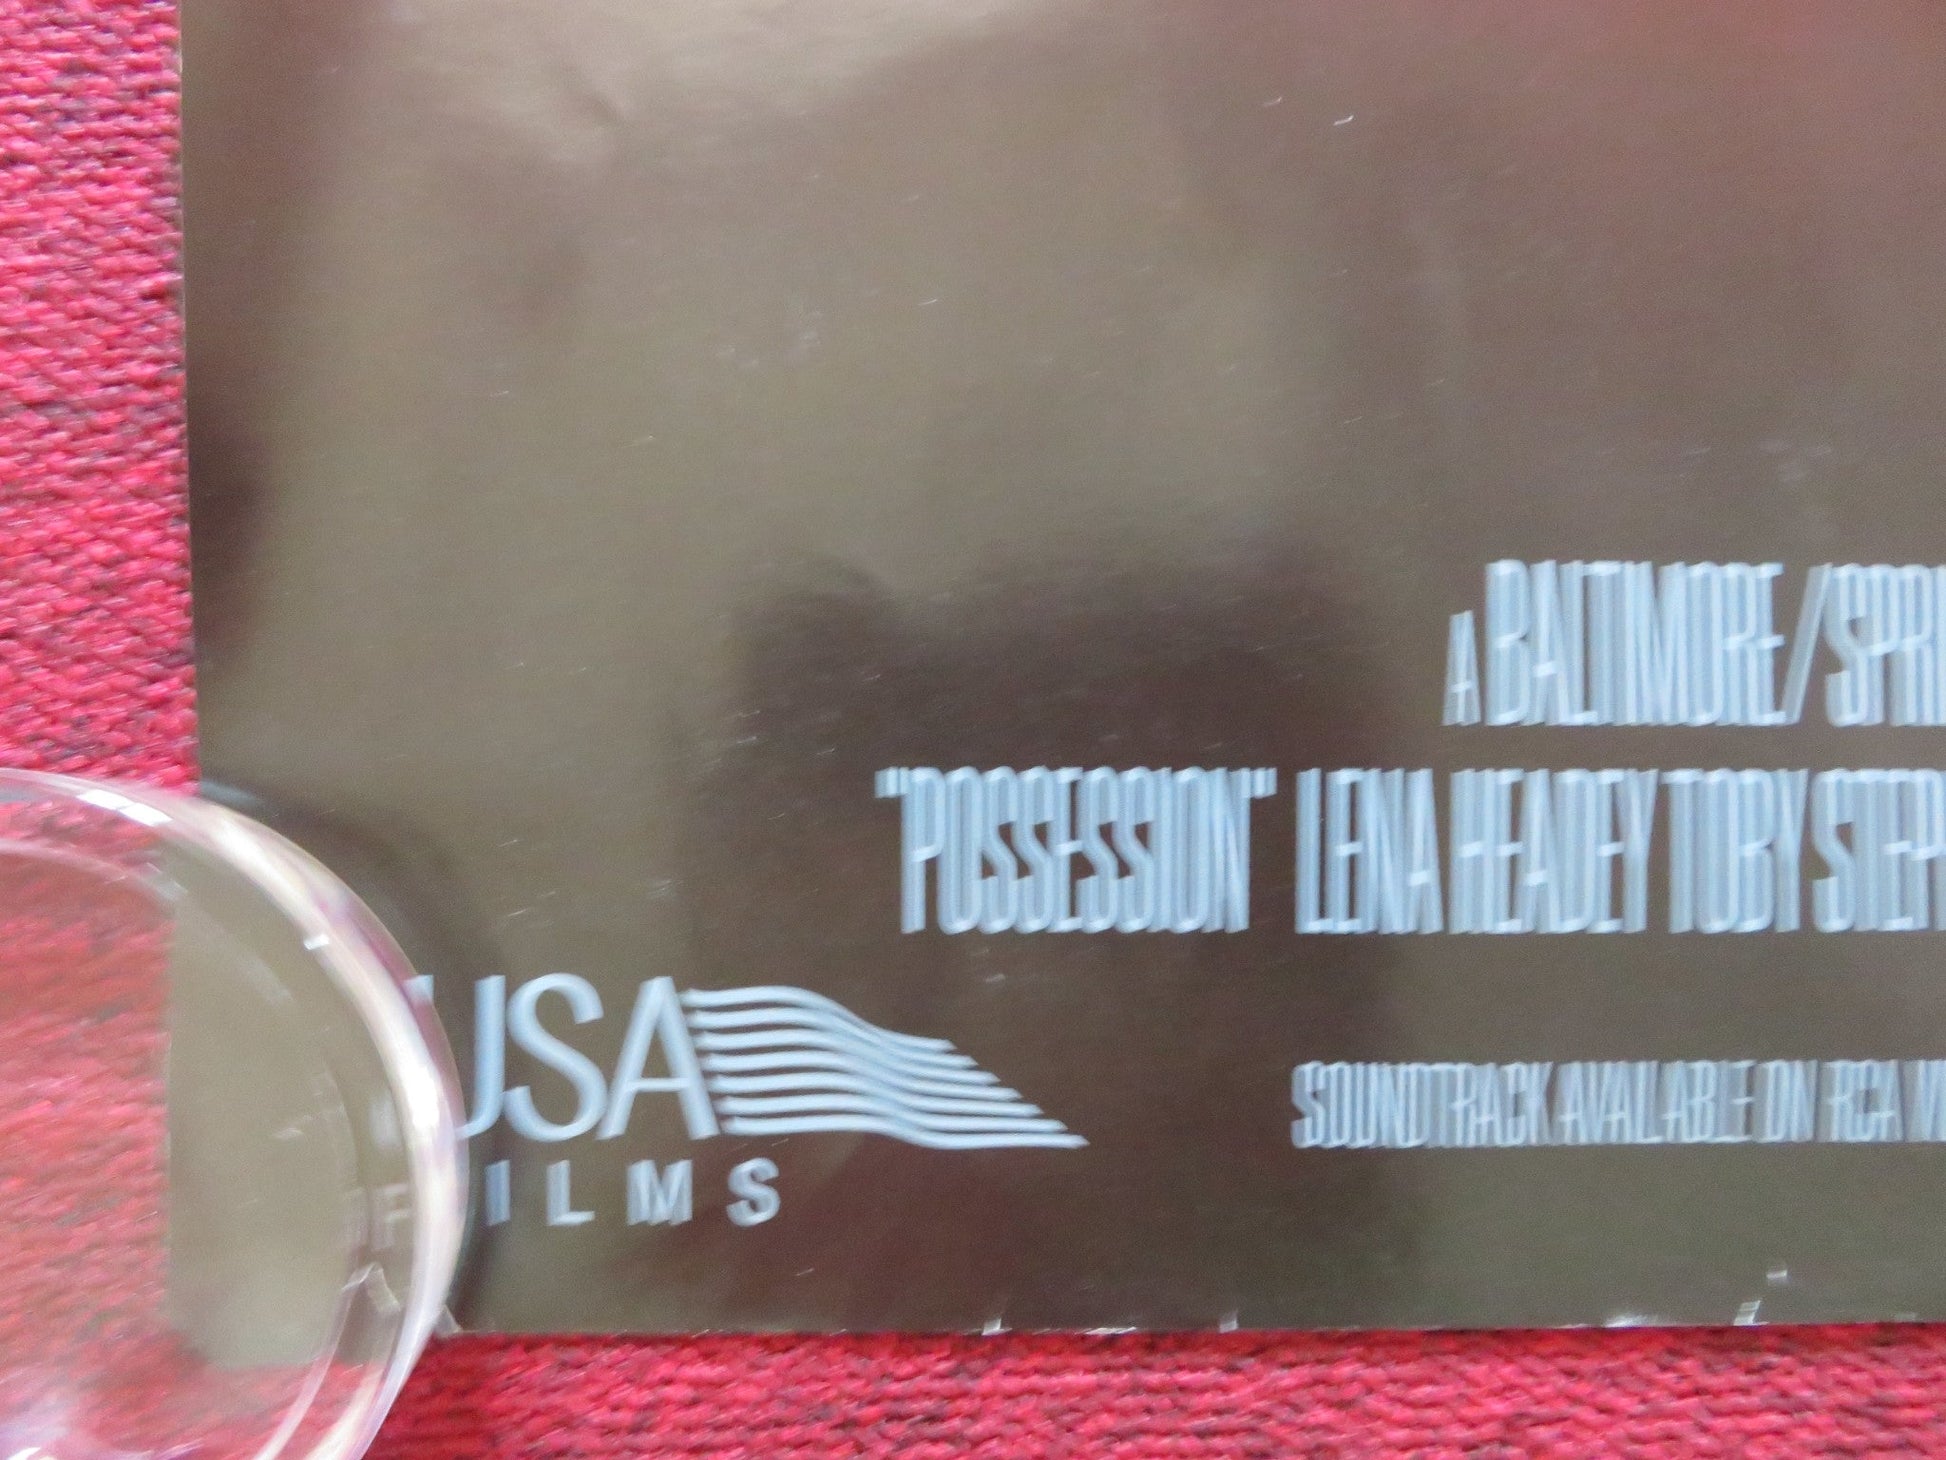 A BALTIMORE/SPRI
"POSSESSION" LENA HEADEY TOBY STEP
USA
FILMS
SOUNDTRACK AVAILABLE ON RCA V